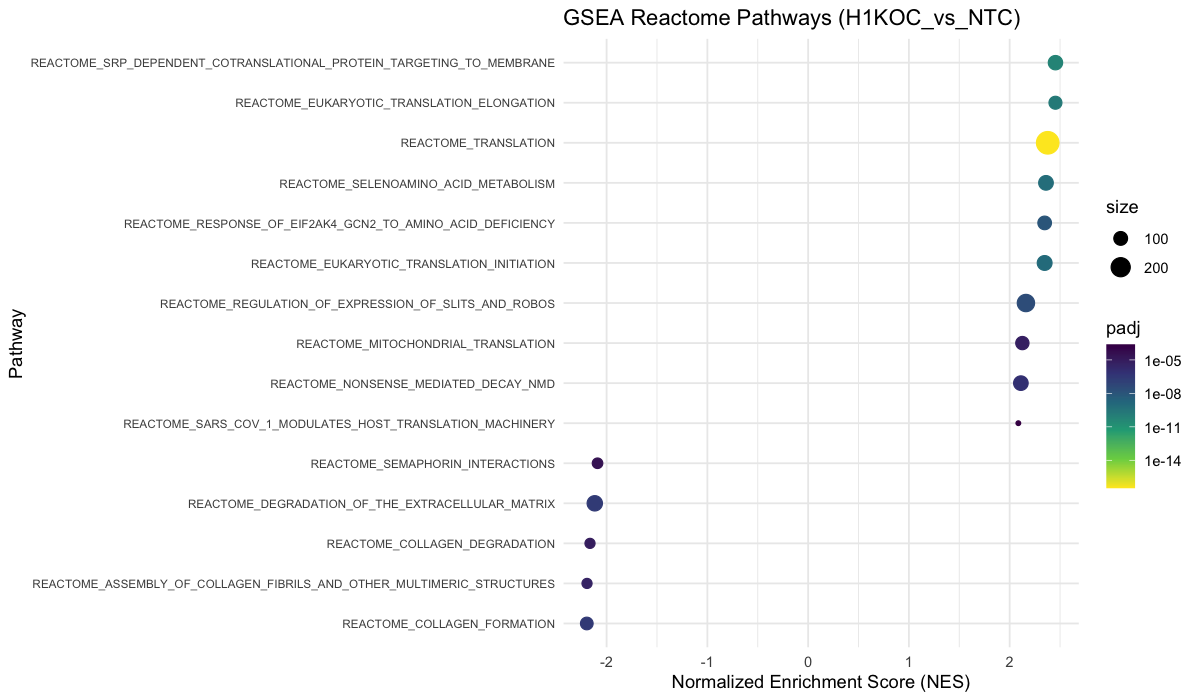 GSEA Reactome Pathways (H1KOC_vs_NTC)
REACTOME_SRP_DEPENDENT_COTRANSLATIONAL_PROTEIN_TARGETING_TO_MEMBRANE
REACTOME_EUKARYOTIC_TRANSLATION_ELONGATION
REACTOME_TRANSLATION
REACTOME_SELENOAMINO_ACID_METABOLISM
REACTOME_RESPONSE_OF_EIF2AK4_GCN2_TO_AMINO_ACID_DEFICIENCY
REACTOME_EUKARYOTIC_TRANSLATION_INITIATION
REACTOME_REGULATION_OF_EXPRESSION_OF_SLITS_AND_ROBOS
REACTOME_MITOCHONDRIAL_TRANSLATION
REACTOME_NONSENSE_MEDIATED_DECAY_NMD
REACTOME_SARS_COV_1_MODULATES_HOST_TRANSLATION_MACHINERY
REACTOME_SEMAPHORIN_INTERACTIONS
REACTOME_DEGRADATION_OF_THE_EXTRACELLULAR_MATRIX
REACTOME_COLLAGEN_DEGRADATION
REACTOME_ASSEMBLY_OF_COLLAGEN_FIBRILS_AND_OTHER_MULTIMERIC_STRUCTURES
REACTOME_COLLAGEN_FORMATION
Pathway
-2 -1 0 1 2
Normalized Enrichment Score (NES)
size
100
200
padj
1e-05
1e-08
1e-11
1e-14